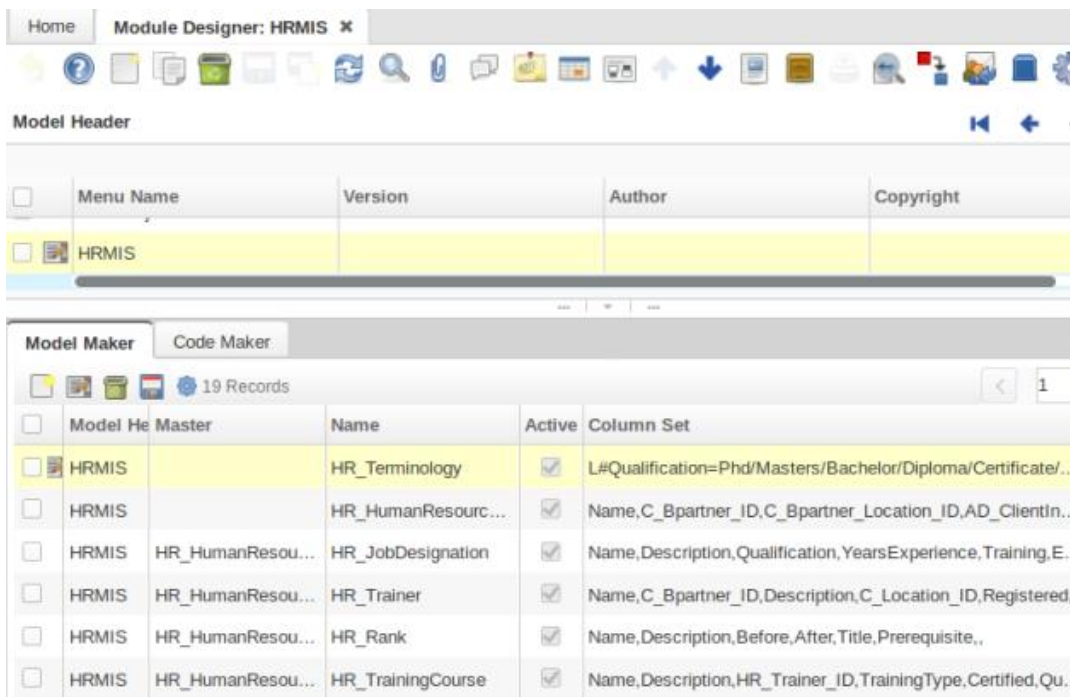 Home Module Designer: HRMIS
Model Header
Menu Name Version Author Copyright
HRMIS
Model Maker Code Maker
19 Records 1
Model He Master Name Active Column Set
HRMIS HR_Terminology L#Qualification=Phd/Masters/Bachelor/Diploma/Certificate/...
HRMIS HR_HumanResourc... Name,C_Bpartner_ID,C_Bpartner_Location_ID,AD_ClientIn...
HRMIS HR_HumanResou... HR_JobDesignation Name,Description,Qualification,YearsExperience,Training,E...
HRMIS HR_HumanResou... HR_Trainer Name,C_Bpartner_ID,Description,C_Location_ID,Registered,
HRMIS HR_HumanResou... HR_Rank Name,Description,Before,After,Title,Prerequisite,,
HRMIS HR_HumanResou... HR_TrainingCourse Name,Description,HR_Trainer_ID,TrainingType,Certified,Qu..